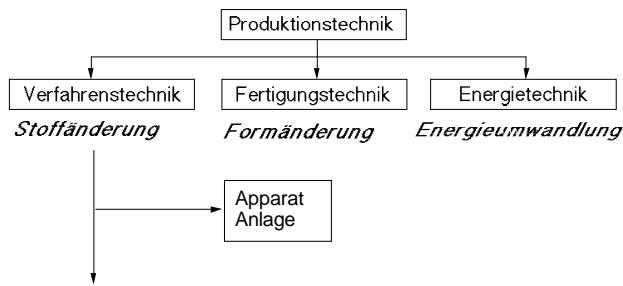 Produktionstechnik
Verfahrenstechnik Fertigungstechnik Energietechnik
Stoffänderung Formänderung Energieumwandlung
Apparat
Anlage